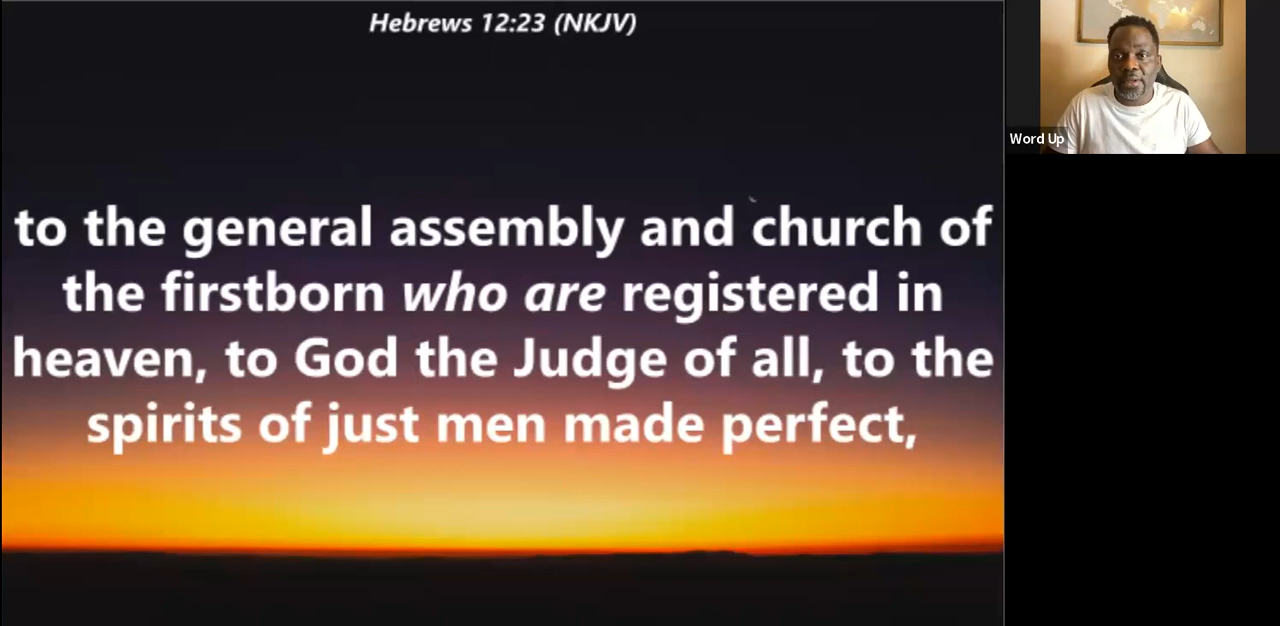 Hebrews 12:23 (NKJV)
to the general assembly and church of
the firstborn who are registered in
heaven, to God the Judge of all, to the
spirits of just men made perfect,
Word Up